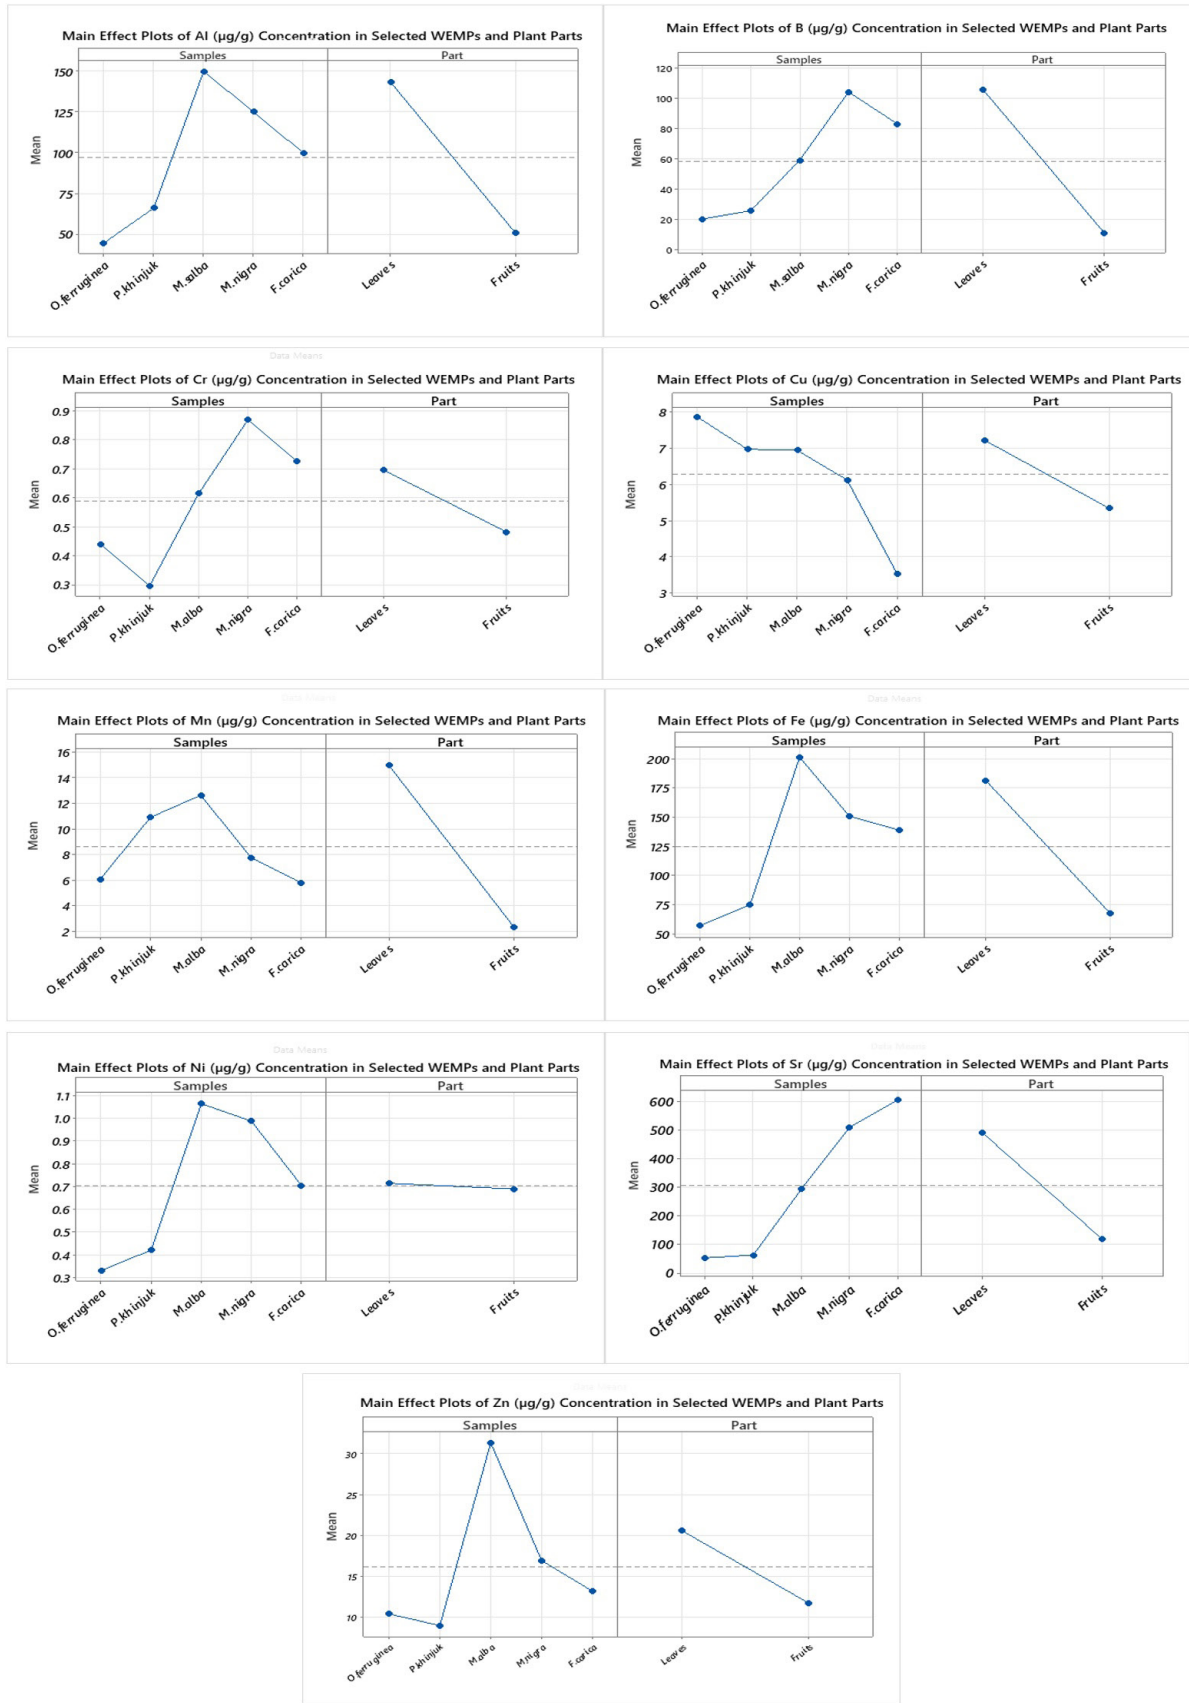 Main Effect Plots of Al (µg/g) Concentration in Selected WEMPs and Plant Parts
Samples Part
150
125
100
75
50
Mean
O.ferruginea P.khinjuk M.alba M.nigra F.carica Leaves Fruits
Main Effect Plots of B (µg/g) Concentration in Selected WEMPs and Plant Parts
Samples Part
120
100
80
60
40
20
0
Mean
O.ferruginea P.khinjuk M.alba M.nigra F.carica Leaves Fruits
Data Means
Main Effect Plots of Cr (µg/g) Concentration in Selected WEMPs and Plant Parts
Samples Part
0.9
0.8
0.7
0.6
0.5
0.4
0.3
Mean
O.ferruginea P.khinjuk M.alba M.nigra F.carica Leaves Fruits
Main Effect Plots of Cu (µg/g) Concentration in Selected WEMPs and Plant Parts
Samples Part
8
7
6
5
4
3
Mean
O.ferruginea P.khinjuk M.alba M.nigra F.carica Leaves Fruits
Data Means
Main Effect Plots of Mn (µg/g) Concentration in Selected WEMPs and Plant Parts
Samples Part
16
14
12
10
8
6
4
2
Mean
O.ferruginea P.khinjuk M.alba M.nigra F.carica Leaves Fruits
Data Means
Main Effect Plots of Fe (µg/g) Concentration in Selected WEMPs and Plant Parts
Samples Part
200
175
150
125
100
75
50
Mean
O.ferruginea P.khinjuk M.alba M.nigra F.carica Leaves Fruits
Data Means
Main Effect Plots of Ni (µg/g) Concentration in Selected WEMPs and Plant Parts
Samples Part
1.1
1.0
0.9
0.8
0.7
0.6
0.5
0.4
0.3
Mean
O.ferruginea P.khinjuk M.alba M.nigra F.carica Leaves Fruits
Data Means
Main Effect Plots of Sr (µg/g) Concentration in Selected WEMPs and Plant Parts
Samples Part
600
500
400
300
200
100
0
Mean
O.ferruginea P.khinjuk M.alba M.nigra F.carica Leaves Fruits
Data Means
Main Effect Plots of Zn (µg/g) Concentration in Selected WEMPs and Plant Parts
Samples Part
30
25
20
15
10
Mean
O.ferruginea P.khinjuk M.alba M.nigra F.carica Leaves Fruits